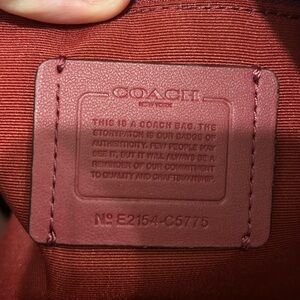 COACH
NEW YORK
THIS IS A COACH BAG. THE
STORYPATCH IS OUR BADGE OF
AUTHENTICITY. FEW PEOPLE MAY
SEE IT, BUT IT WILL ALWAYS BE A
REMINDER OF OUR COMMITMENT
TO QUALITY AND CRAFTSMANSHIP.
Nº E2154-C5775